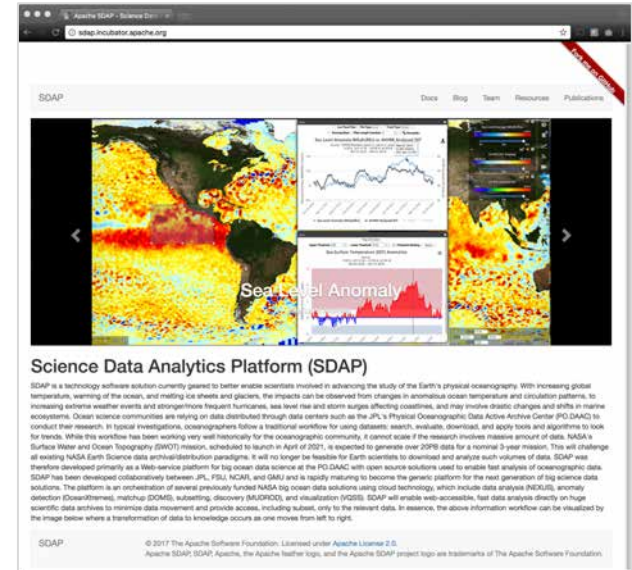 Apache SDAP - Science Da
sdap.incubator.apache.org
Fork me on GitHub
SDAP Docs Blog Team Resources Publications
Sea Level Anomaly
Science Data Analytics Platform (SDAP)
SDAP is a technology software solution currently geared to better enable scientists involved in advancing the study of the Earth's physical oceanography. With increasing global
temperature, warming of the ocean, and melting ice sheets and glaciers, the impacts can be observed from changes in anomalous ocean temperature and circulation patterns, to
increasing extreme weather events and stronger/more frequent hurricanes, sea level rise and storm surges affecting coastlines, and may involve drastic changes and shifts in marine
ecosystems. Ocean science communities are relying on data distributed through data centers such as the JPL's Physical Oceanographic Data Active Archive Center (PO.DAAC) to
conduct their research. In typical investigations, oceanographers follow a traditional workflow for using datasets: search, evaluate, download, and apply tools and algorithms to look
for trends. While this workflow has been working very well historically for the oceanographic community, it cannot scale if the research involves massive amount of data. NASA's
Surface Water and Ocean Topography (SWOT) mission, scheduled to launch in April of 2021, is expected to generate over 20PB data for a nominal 3-year mission. This will challenge
all existing NASA Earth Science data archival/distribution paradigms. It will no longer be feasible for Earth scientists to download and analyze such volumes of data. SDAP was
therefore developed primarily as a Web-service platform for big ocean data science at the PO.DAAC with open source solutions used to enable fast analysis of oceanographic data.
SDAP has been developed collaboratively between JPL, FSU, NCAR, and GMU and is rapidly maturing to become the generic platform for the next generation of big science data
solutions. The platform is an orchestration of several previously funded NASA big ocean data solutions using cloud technology, which include data analysis (NEXUS), anomaly
detection (OceanXtremes), matchup (DOMS), subsetting, discovery (MUDROD), and visualization (VQSS). SDAP will enable web-accessible, fast data analysis directly on huge
scientific data archives to minimize data movement and provide access, including subset, only to the relevant data. In essence, the above information workflow can be visualized by
the image below where a transformation of data to knowledge occurs as one moves from left to right.
SDAP © 2017 The Apache Software Foundation. Licensed under Apache License 2.0.
Apache SDAP, SDAP, Apache, the Apache feather logo, and the Apache SDAP project logo are trademarks of The Apache Software Foundation.